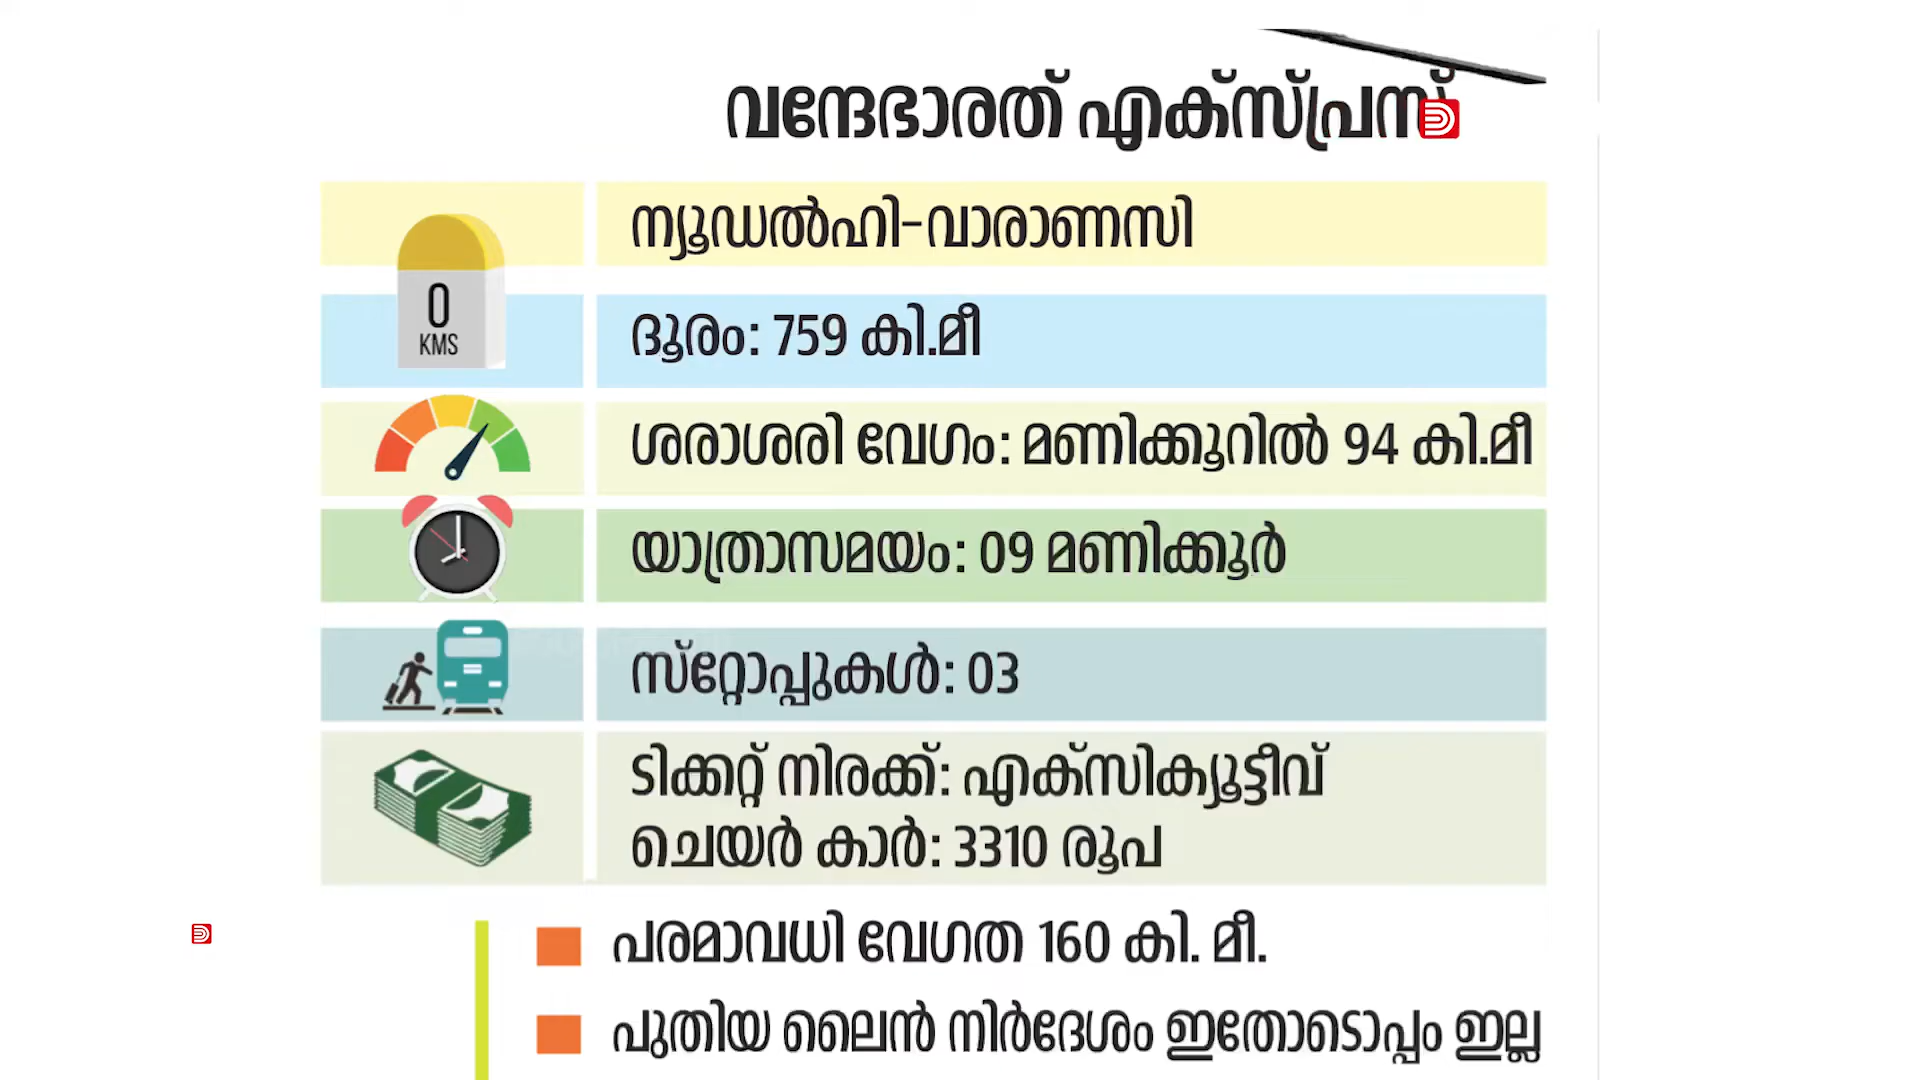 വന്ദേഭാരത് എക്സ്പ്രസ്
ന്യൂഡൽഹി-വാരാണസി
0
KMS
ദൂരം: 759 കി.മീ
ശരാശരി വേഗം: മണിക്കൂറിൽ 94 കി.മീ
യാത്രാസമയം: 09 മണിക്കൂർ
സ്റ്റോപ്പുകൾ: 03
ടിക്കറ്റ് നിരക്ക്: എക്സിക്യൂട്ടീവ്
ചെയർ കാർ: 3310 രൂപ
പരമാവധി വേഗത 160 കി. മീ.
പുതിയ ലൈൻ നിർദേശം ഇതോടൊപ്പം ഇല്ല